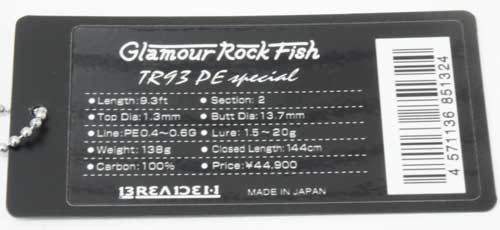 Glamour Rock Fish
TR93 PE special
• Length: 9.3ft • Section: 2
• Top Dia: 1.3mm • Butt Dia: 13.7mm
• Line: PE0.4~0.6G • Lure: 1.5~20g
• Weight: 138g • Closed Length: 144cm
• Carbon: 100% • Price: ¥44,900
BREADEN
MADE IN JAPAN
4 571136 851324